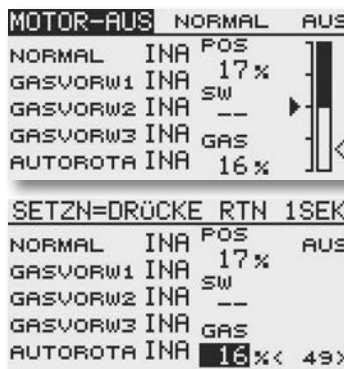 MOTOR-AUS NORMAL AUS
NORMAL INA POS
17%
GASVORW1 INA
GASVORW2 INA SW
--
GASVORW3 INA GAS
AUTOROTA INA 16%
SETZN=DRÜCKE RTN 1SEK
NORMAL INA POS AUS
17%
GASVORW1 INA
GASVORW2 INA SW
--
GASVORW3 INA GAS
AUTOROTA INA 16%< 49>